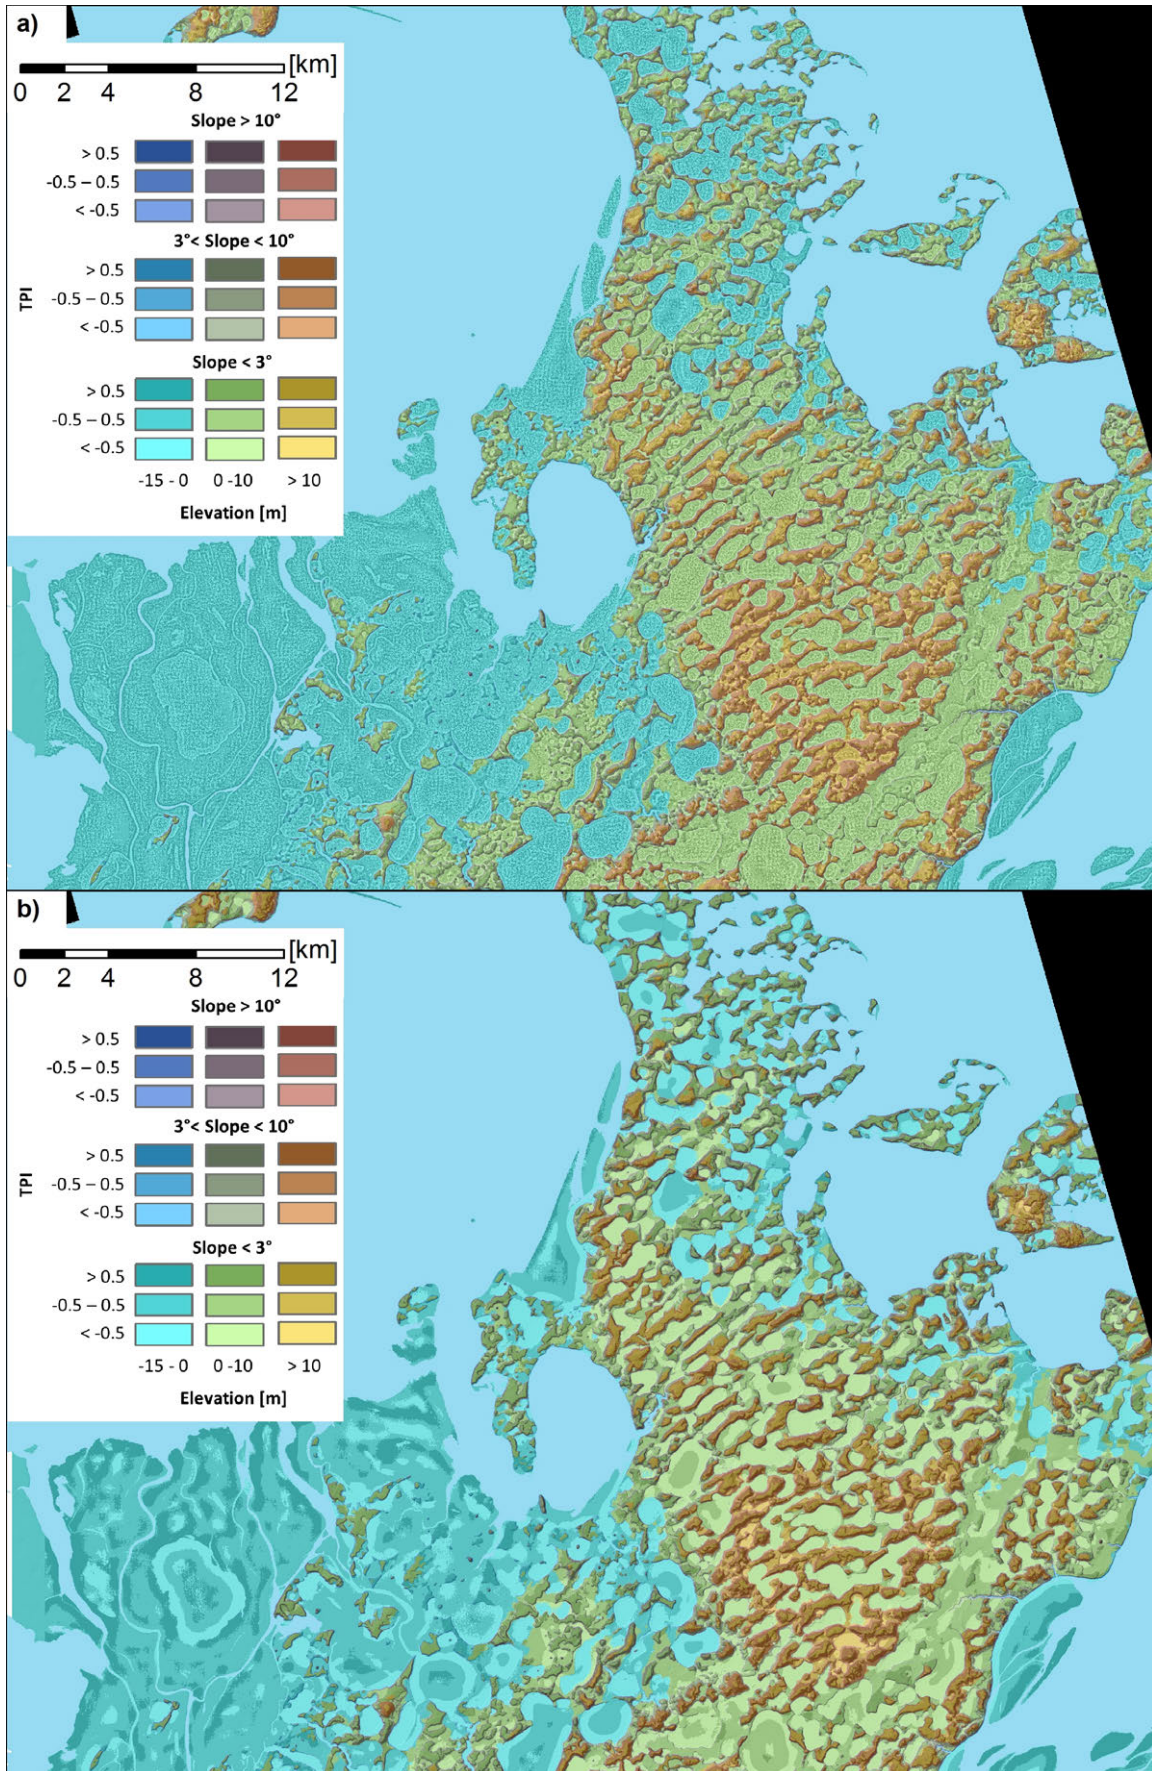 a)
[km]
0 2 4 8 12
Slope > 10°
> 0.5
-0.5 – 0.5
< -0.5
3°< Slope < 10°
> 0.5
-0.5 – 0.5
< -0.5
TPI
Slope < 3°
> 0.5
-0.5 – 0.5
< -0.5
-15 - 0 0 -10 > 10
Elevation [m]
b)
[km]
0 2 4 8 12
Slope > 10°
> 0.5
-0.5 – 0.5
< -0.5
3°< Slope < 10°
> 0.5
-0.5 – 0.5
< -0.5
TPI
Slope < 3°
> 0.5
-0.5 – 0.5
< -0.5
-15 - 0 0 -10 > 10
Elevation [m]